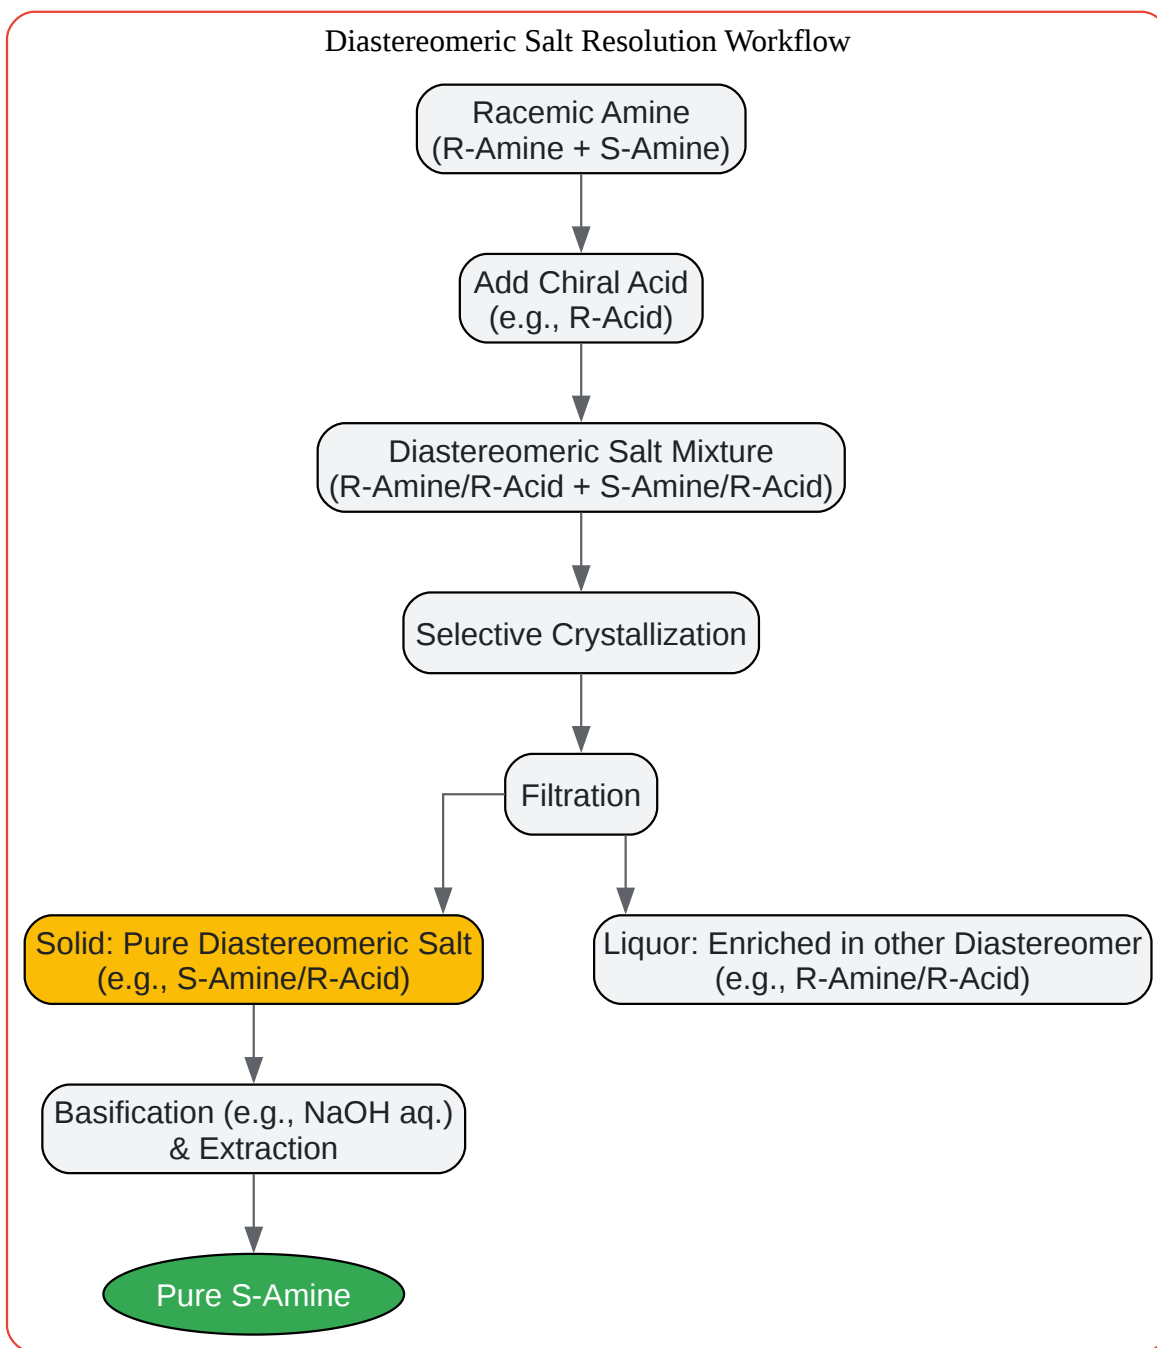 Diastereomeric Salt Resolution Workflow
Racemic Amine
(R-Amine + S-Amine)
Add Chiral Acid
(e.g., R-Acid)
Diastereomeric Salt Mixture
(R-Amine/R-Acid + S-Amine/R-Acid)
Selective Crystallization
Filtration
Solid: Pure Diastereomeric Salt
(e.g., S-Amine/R-Acid)
Liquor: Enriched in other Diastereomer
(e.g., R-Amine/R-Acid)
Basification (e.g., NaOH aq.)
& Extraction
Pure S-Amine